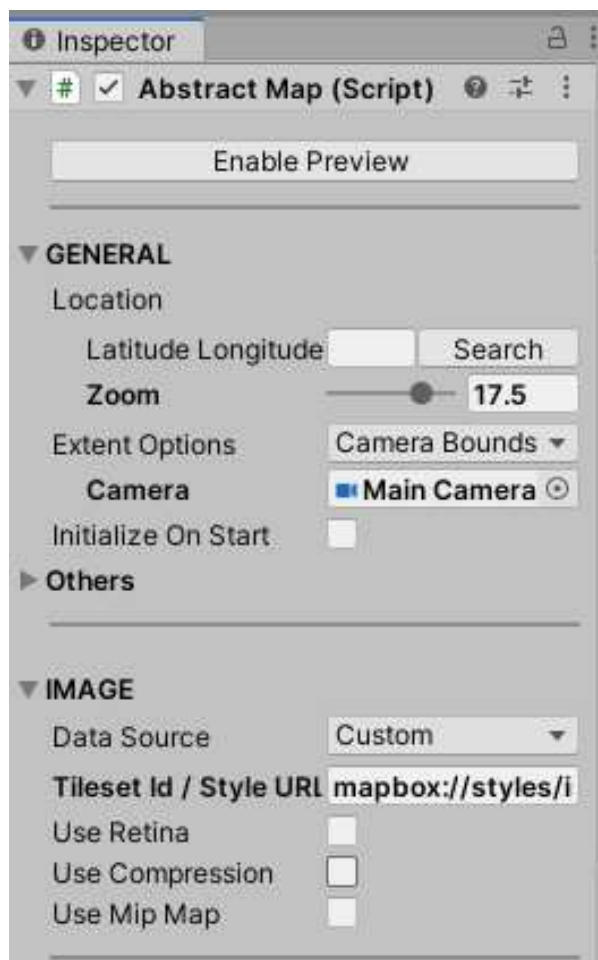 Inspector
# Abstract Map (Script)
Enable Preview
GENERAL
Location
Latitude Longitude Search
Zoom 17.5
Extent Options Camera Bounds
Camera Main Camera
Initialize On Start
Others
IMAGE
Data Source Custom
Tileset Id / Style URL mapbox://styles/i
Use Retina
Use Compression
Use Mip Map